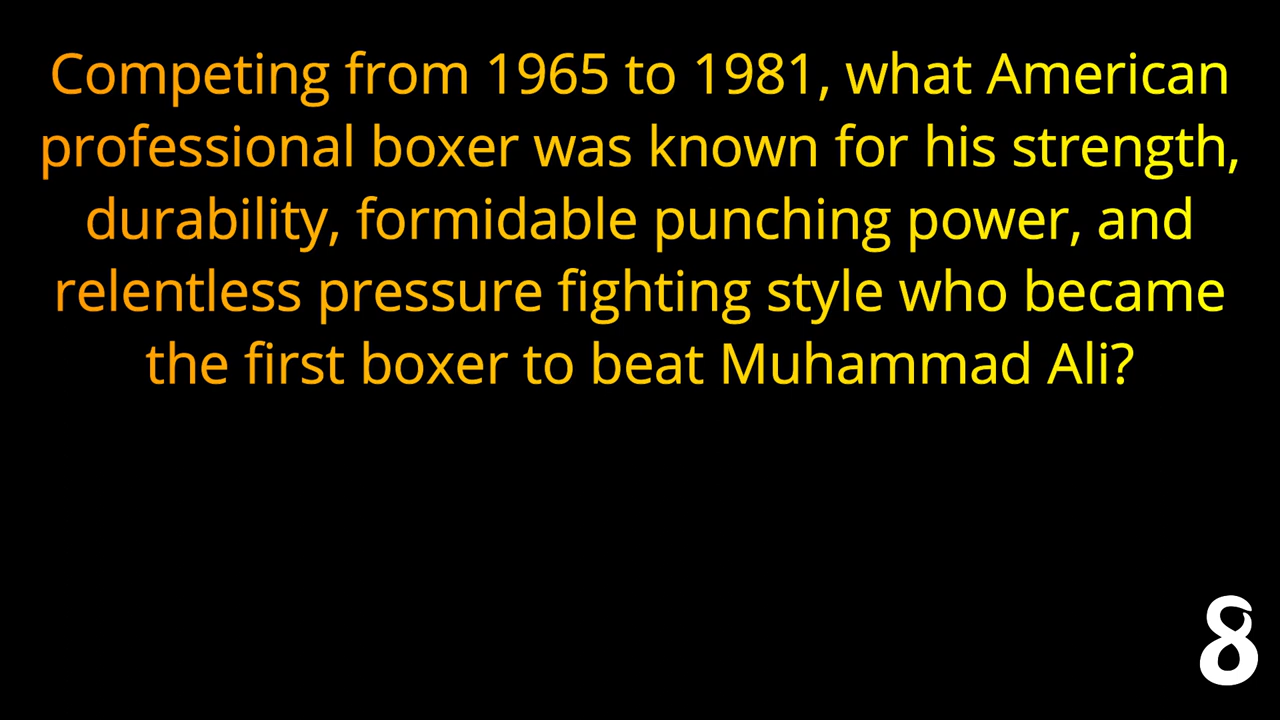 Competing from 1965 to 1981, what American
professional boxer was known for his strength,
durability, formidable punching power, and
relentless pressure fighting style who became
the first boxer to beat Muhammad Ali?
8